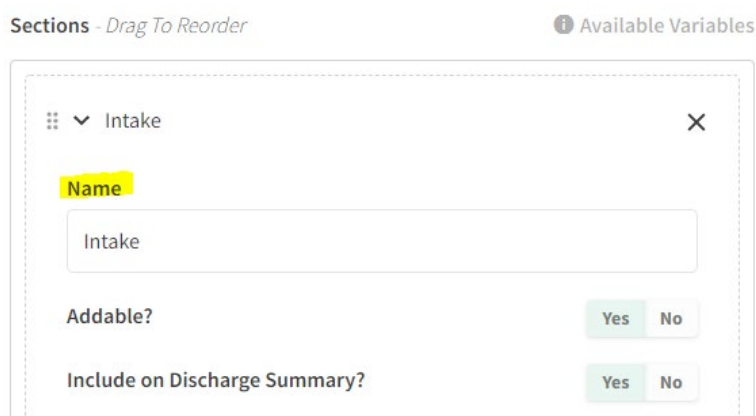 Sections - Drag To Reorder Available Variables
Intake
Name
Intake
Addable? Yes No
Include on Discharge Summary? Yes No